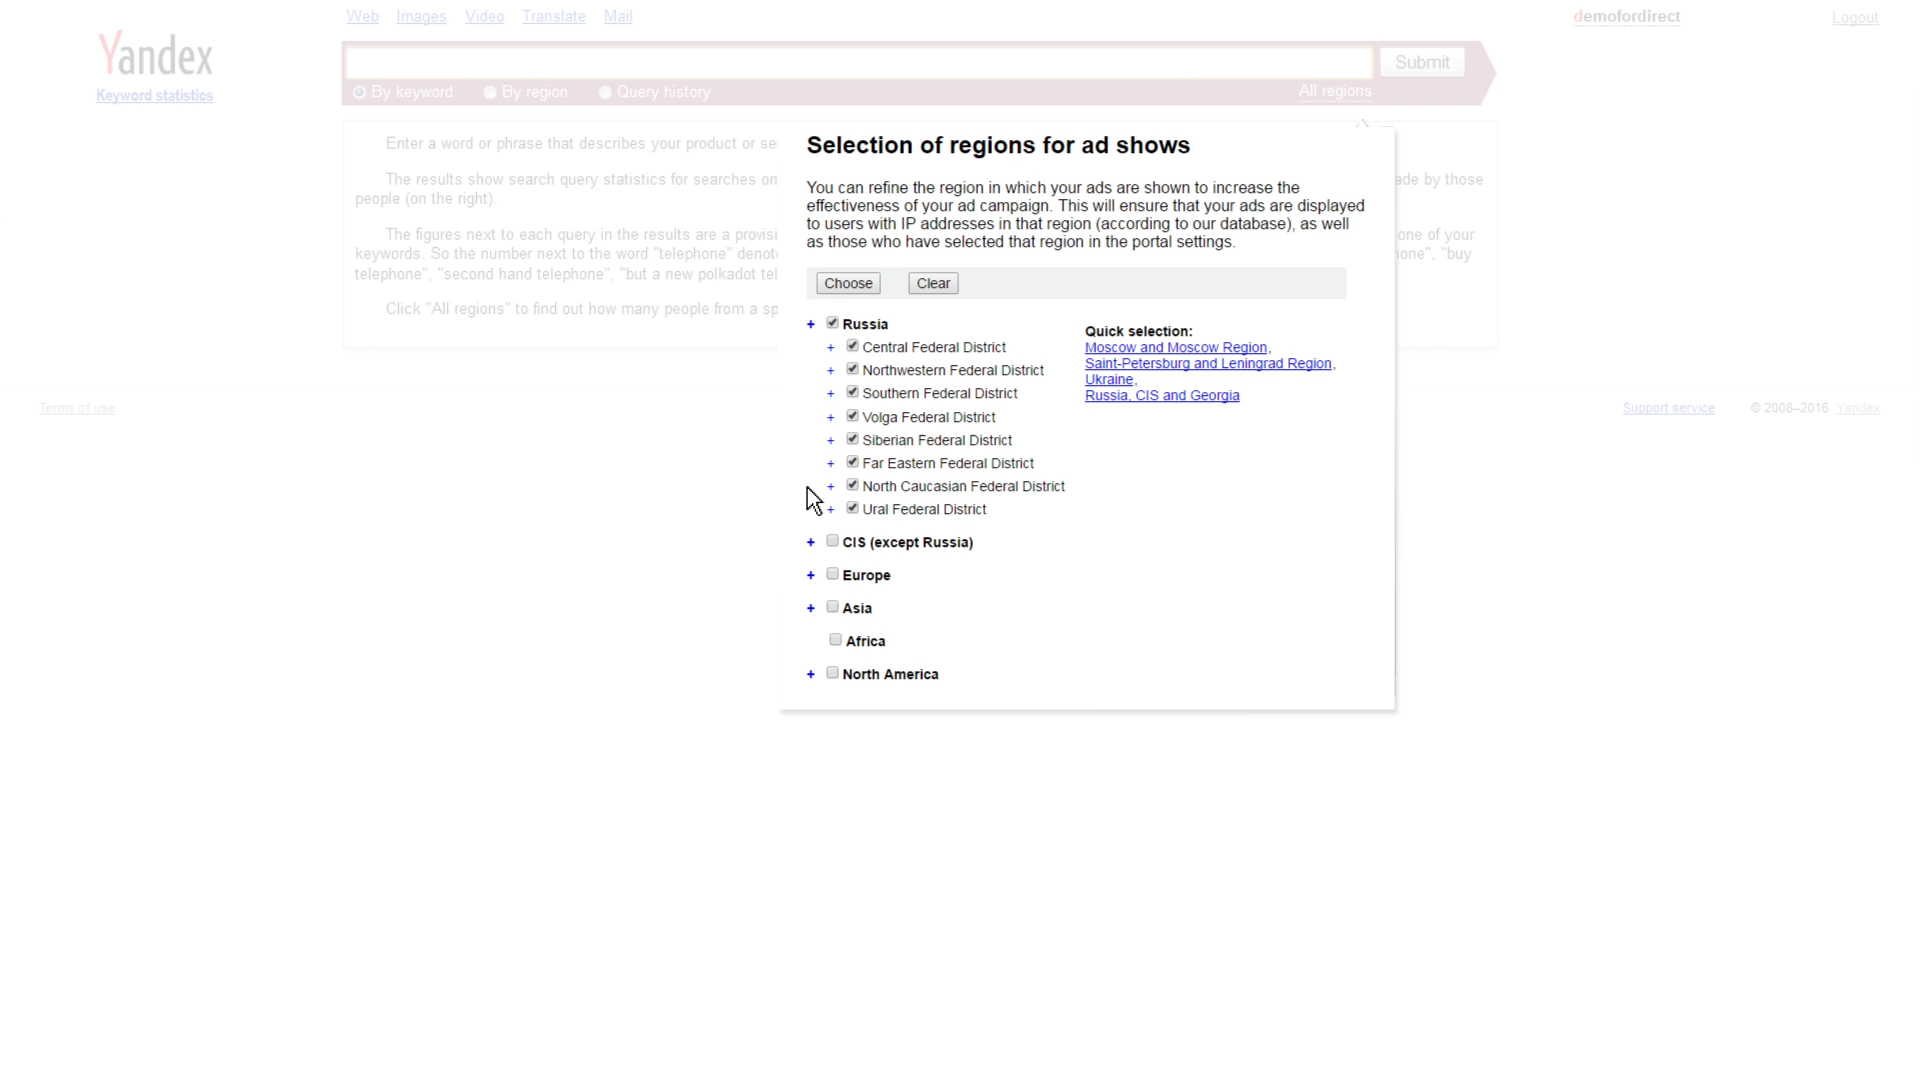 Web Images Video Translate Mail
demofordirect
Logout
Yandex
Keyword statistics
Submit
By keyword By region Query history
All regions
Enter a word or phrase that describes your product or se
The results show search query statistics for searches on
ade by those
people (on the right).
The figures next to each query in the results are a provisi
one of your
keywords. So the number next to the word "telephone" denot
hone", "buy
telephone", "second hand telephone", "but a new polkadot tel
Click "All regions" to find out how many people from a sp
Selection of regions for ad shows
You can refine the region in which your ads are shown to increase the
effectiveness of your ad campaign. This will ensure that your ads are displayed
to users with IP addresses in that region (according to our database), as well
as those who have selected that region in the portal settings.
Choose Clear
+ Russia
+ Central Federal District
+ Northwestern Federal District
+ Southern Federal District
+ Volga Federal District
+ Siberian Federal District
+ Far Eastern Federal District
+ North Caucasian Federal District
+ Ural Federal District
+ CIS (except Russia)
+ Europe
+ Asia
Africa
+ North America
Quick selection:
Moscow and Moscow Region,
Saint-Petersburg and Leningrad Region,
Ukraine,
Russia, CIS and Georgia
Terms of use
Support service
© 2008–2016 Yandex